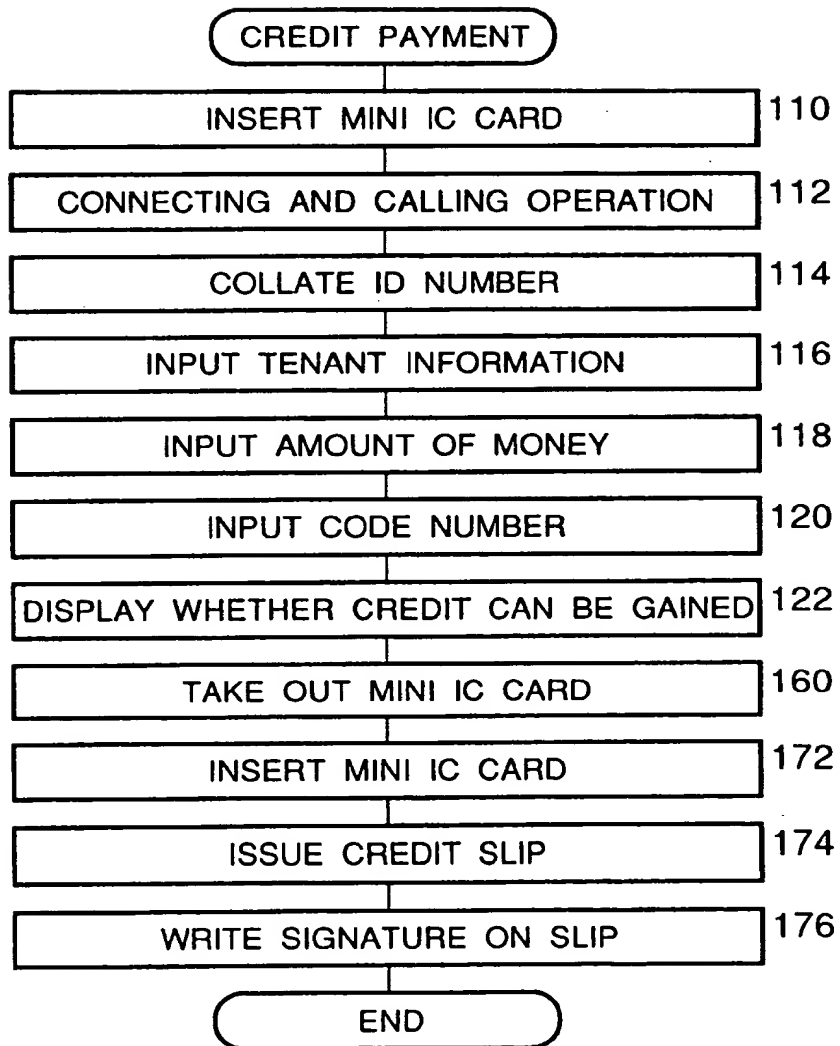 CREDIT PAYMENT
INSERT MINI IC CARD 110
CONNECTING AND CALLING OPERATION 112
COLLATE ID NUMBER 114
INPUT TENANT INFORMATION 116
INPUT AMOUNT OF MONEY 118
INPUT CODE NUMBER 120
DISPLAY WHETHER CREDIT CAN BE GAINED 122
TAKE OUT MINI IC CARD 160
INSERT MINI IC CARD 172
ISSUE CREDIT SLIP 174
WRITE SIGNATURE ON SLIP 176
END